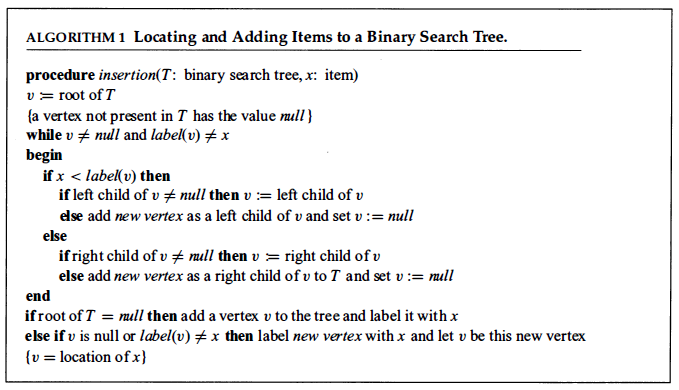 ALGORITHM 1 Locating and Adding Items to a Binary Search Tree.
procedure insertion(T: binary search tree, x: item)
v := root of T
{a vertex not present in T has the value null}
while v ≠ null and label(v) ≠ x
begin
if x < label(v) then
if left child of v ≠ null then v := left child of v
else add new vertex as a left child of v and set v := null
else
if right child of v ≠ null then v := right child of v
else add new vertex as a right child of v to T and set v := null
end
if root of T = null then add a vertex v to the tree and label it with x
else if v is null or label(v) ≠ x then label new vertex with x and let v be this new vertex
{v = location of x}